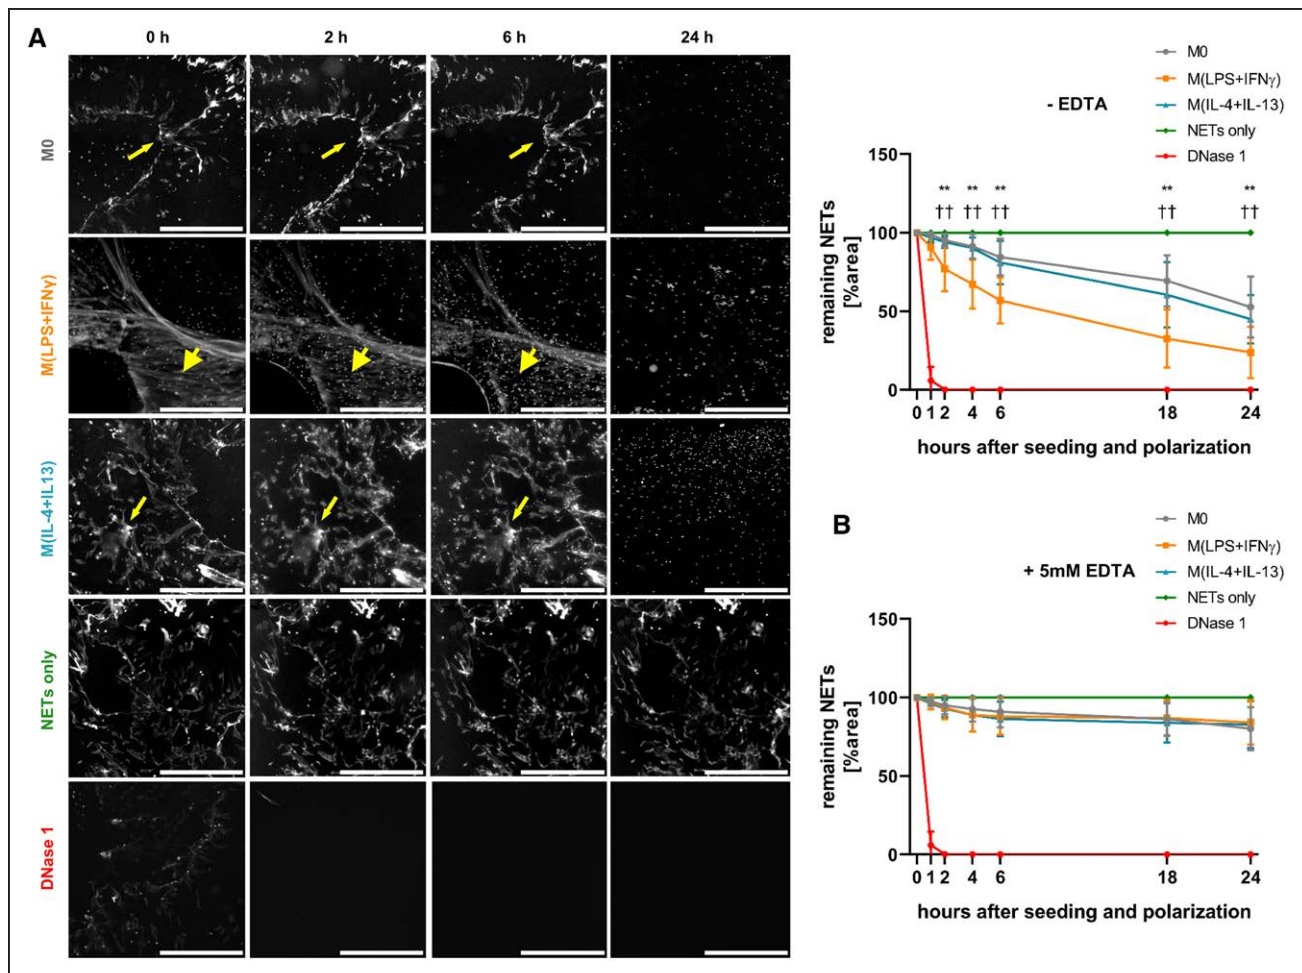 A
0 h 2 h 6 h 24 h
M0
M(LPS+IFNγ)
M(IL-4+IL13)
NETs only
DNase 1
M0
M(LPS+IFNγ)
M(IL-4+IL-13)
NETs only
DNase 1
- EDTA
remaining NETs
[%area]
150
100
50
0
** ** ** ** **
†† †† †† †† ††
0 1 2 4 6 18 24
hours after seeding and polarization
B
M0
M(LPS+IFNγ)
M(IL-4+IL-13)
NETs only
DNase 1
+ 5mM EDTA
remaining NETs
[%area]
150
100
50
0
0 1 2 4 6 18 24
hours after seeding and polarization